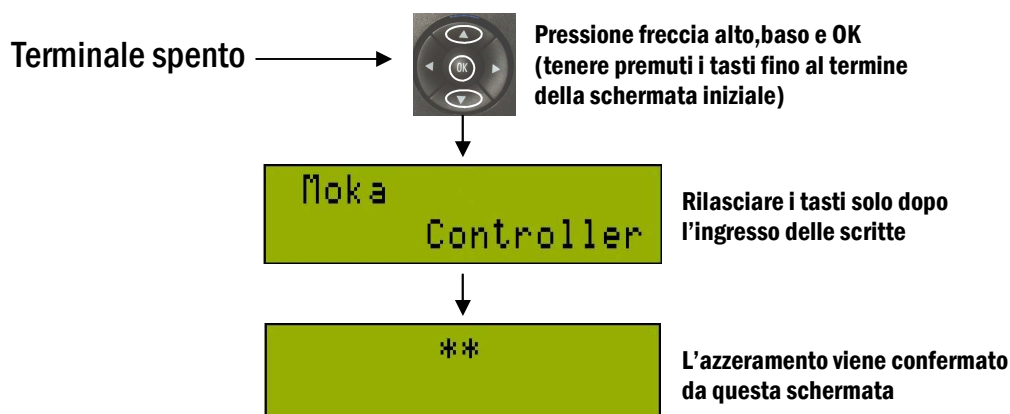 Terminale spento
OK
Pressione freccia alto,baso e OK
(tenere premuti i tasti fino al termine
della schermata iniziale)
Moka
Controller
Rilasciare i tasti solo dopo
l'ingresso delle scritte
**
L'azzeramento viene confermato
da questa schermata